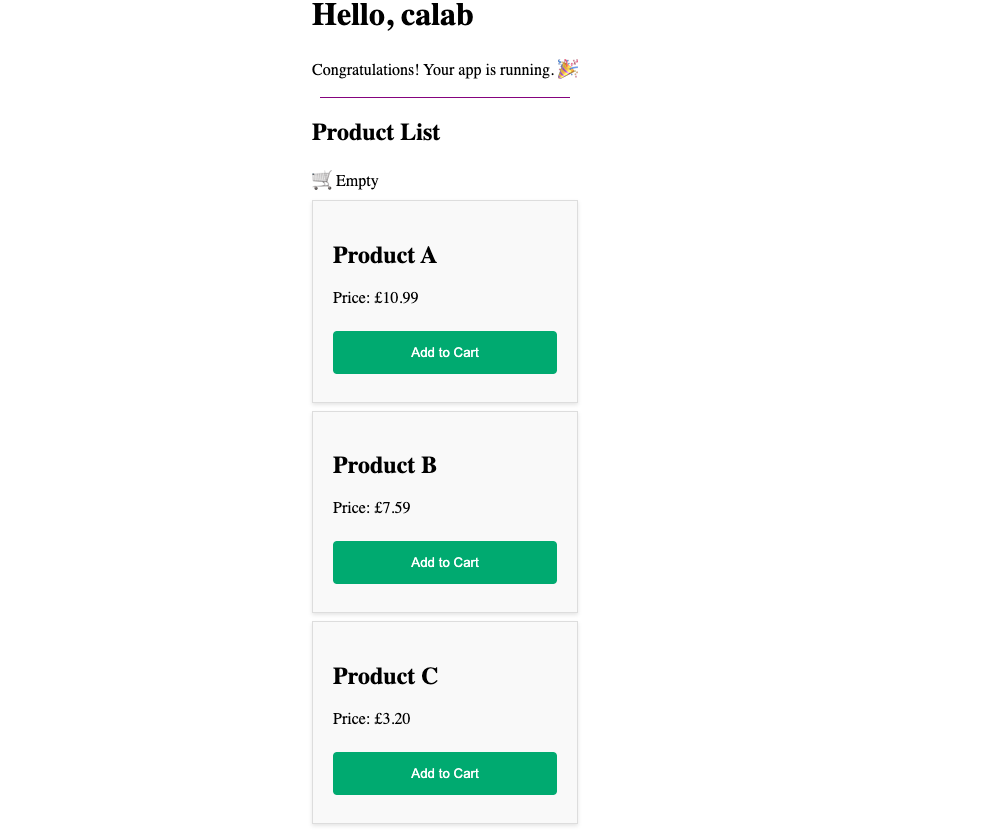 Hello, calab
Congratulations! Your app is running. 🎉
Product List
🛒 Empty
Product A
Price: £10.99
Add to Cart
Product B
Price: £7.59
Add to Cart
Product C
Price: £3.20
Add to Cart